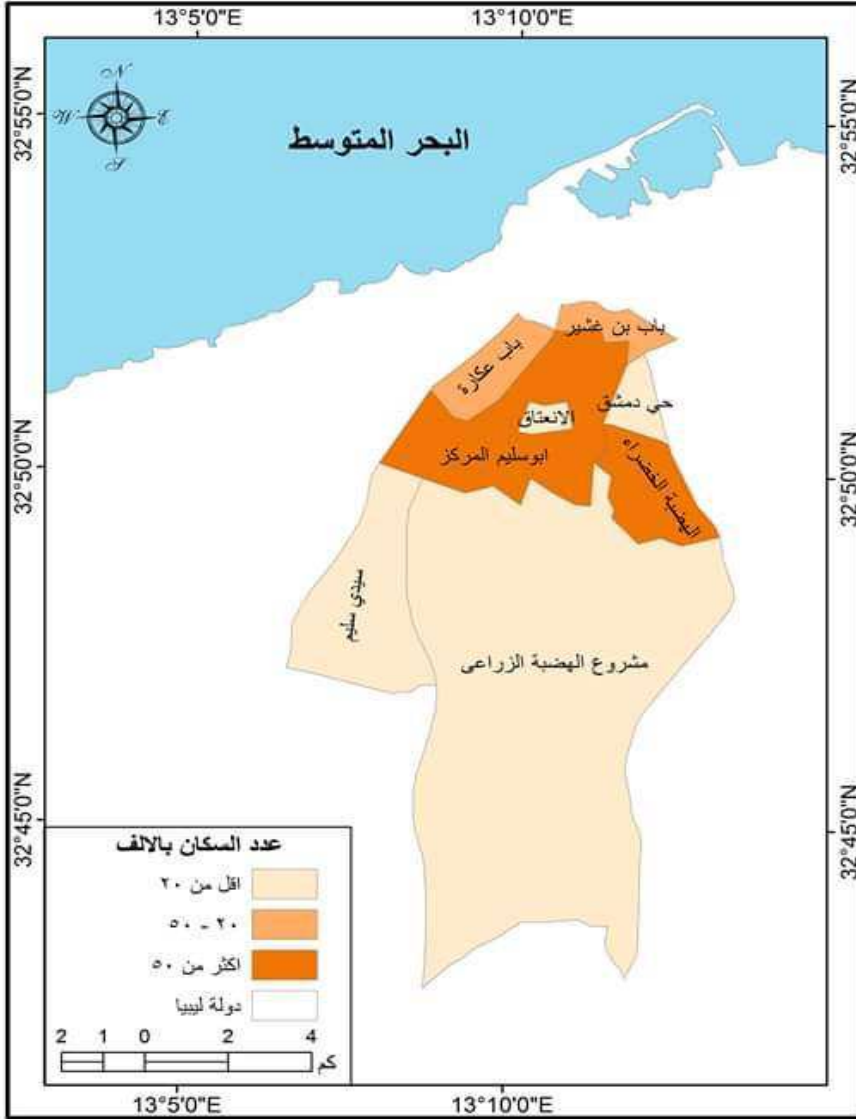 13°5'0"E
13°10'0"E
N
W
E
S
32°55'0"N
32°55'0"N
البحر المتوسط
باب بن غشير
باب عكارة
حي دمشق
الانعتاق
ابوسليم المركز
الهضبة الخضراء
32°50'0"N
32°50'0"N
سيدي سليم
مشروع الهضبة الزراعى
32°45'0"N
32°45'0"N
عدد السكان بالالف
اقل من ٢٠
٢٠ - ٥٠
اكثر من ٥٠
دولة ليبيا
2 1 0 2 4
كم
13°5'0"E
13°10'0"E